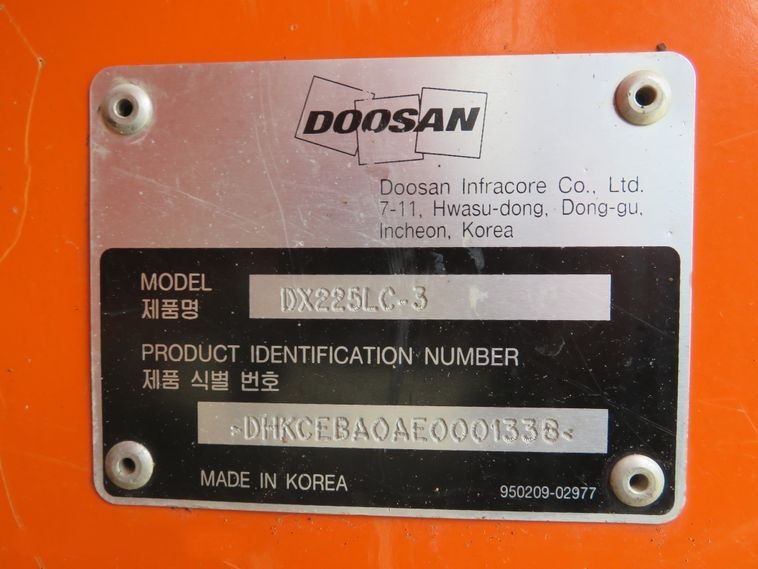 DOOSAN
Doosan Infracore Co., Ltd.
7-11, Hwasu-dong, Dong-gu,
Incheon, Korea
MODEL
제품명
DX225LC-3
PRODUCT IDENTIFICATION NUMBER
제품 식별 번호
>DHKCEBAOAE0001338<
MADE IN KOREA
950209-02977